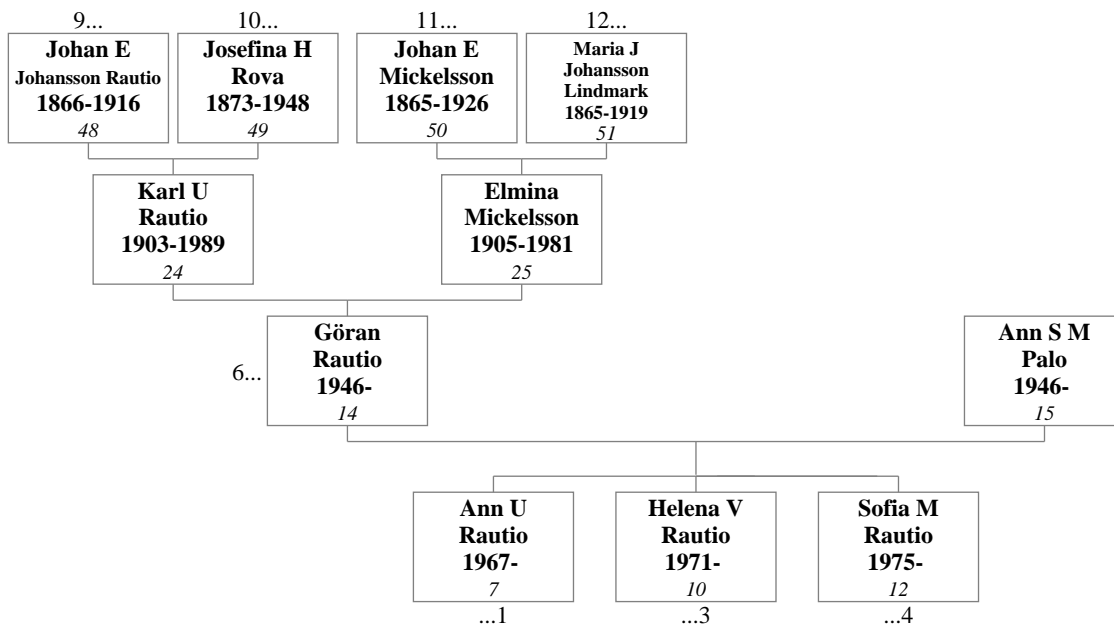 9...
10...
11...
12...
Johan E
Johansson Rautio
1866-1916
48
Josefina H
Rova
1873-1948
49
Johan E
Mickelsson
1865-1926
50
Maria J
Johansson
Lindmark
1865-1919
51
Karl U
Rautio
1903-1989
24
Elmina
Mickelsson
1905-1981
25
6...
Göran
Rautio
1946-
14
Ann S M
Palo
1946-
15
Ann U
Rautio
1967-
7
Helena V
Rautio
1971-
10
Sofia M
Rautio
1975-
12
...1
...3
...4